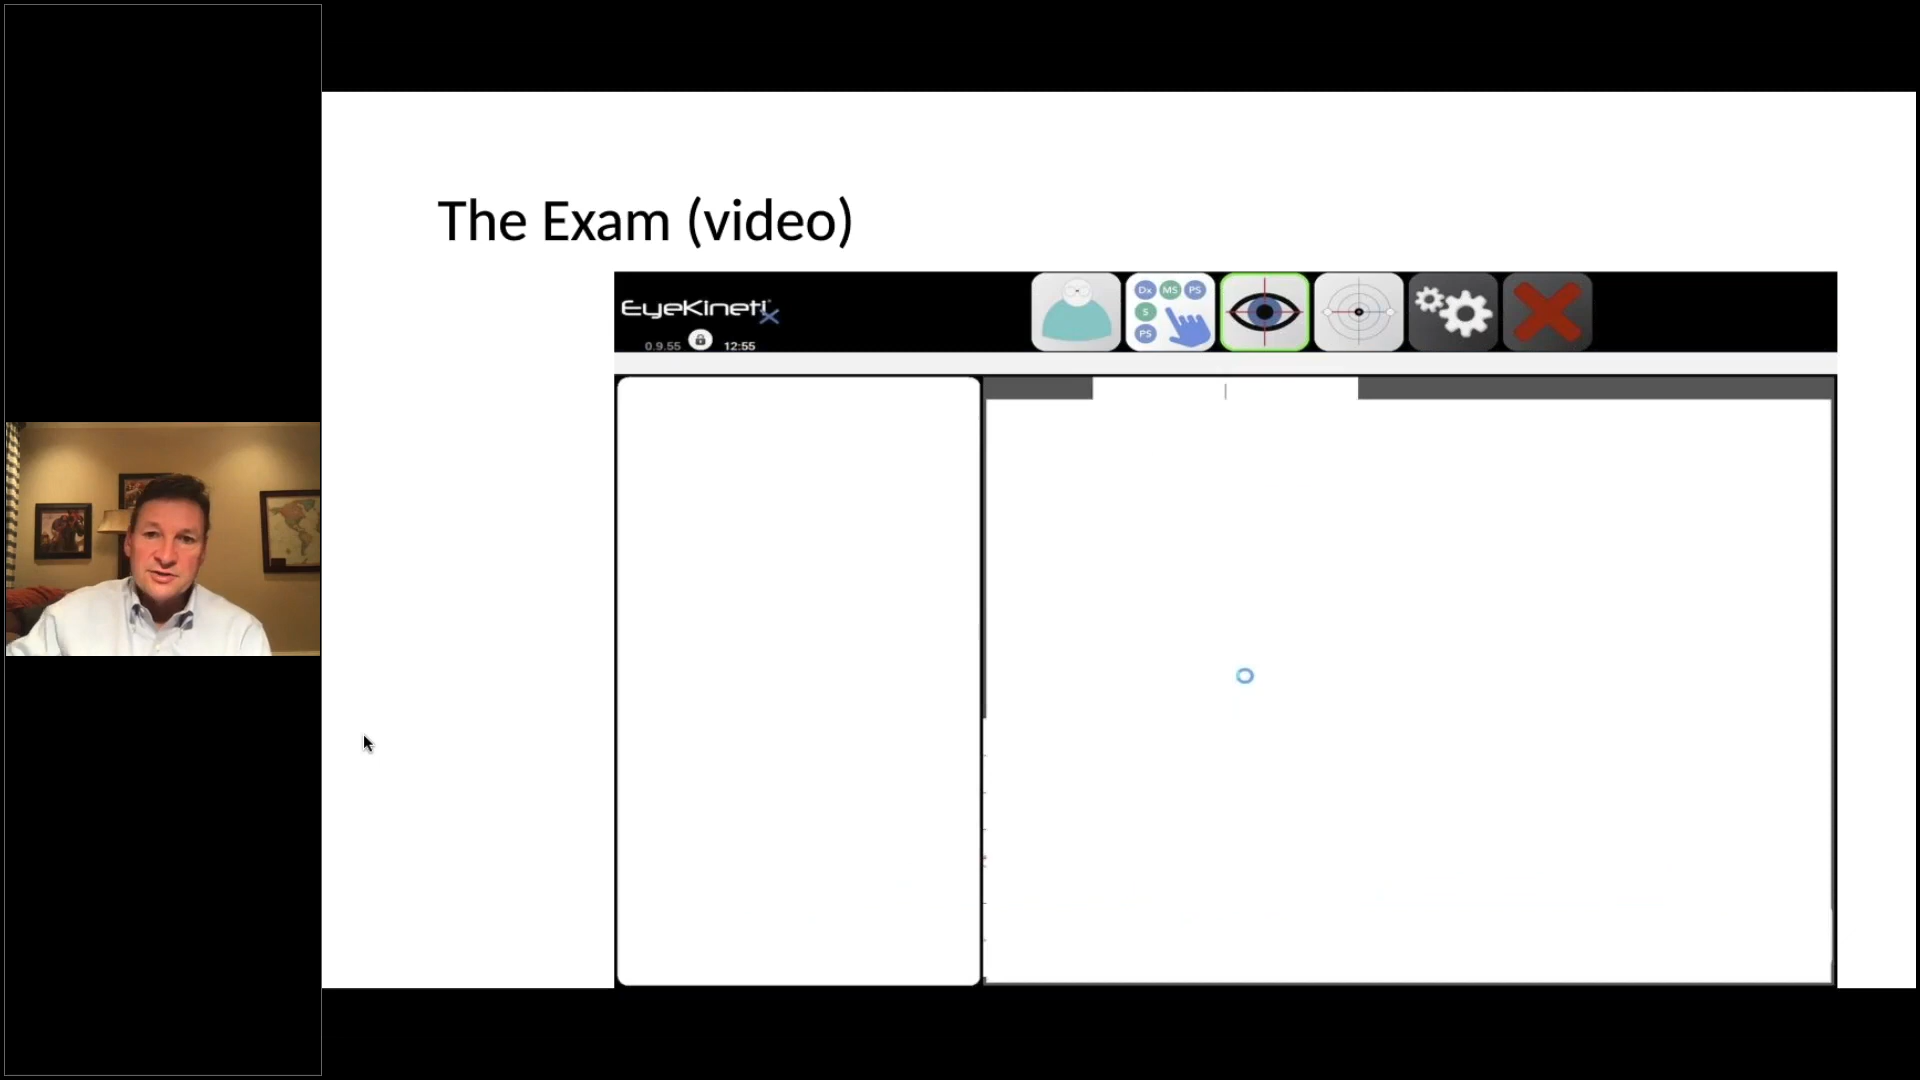 The Exam (video)
EyeKinetix
0.9.55 12:55
Dx MS PS
S
PS